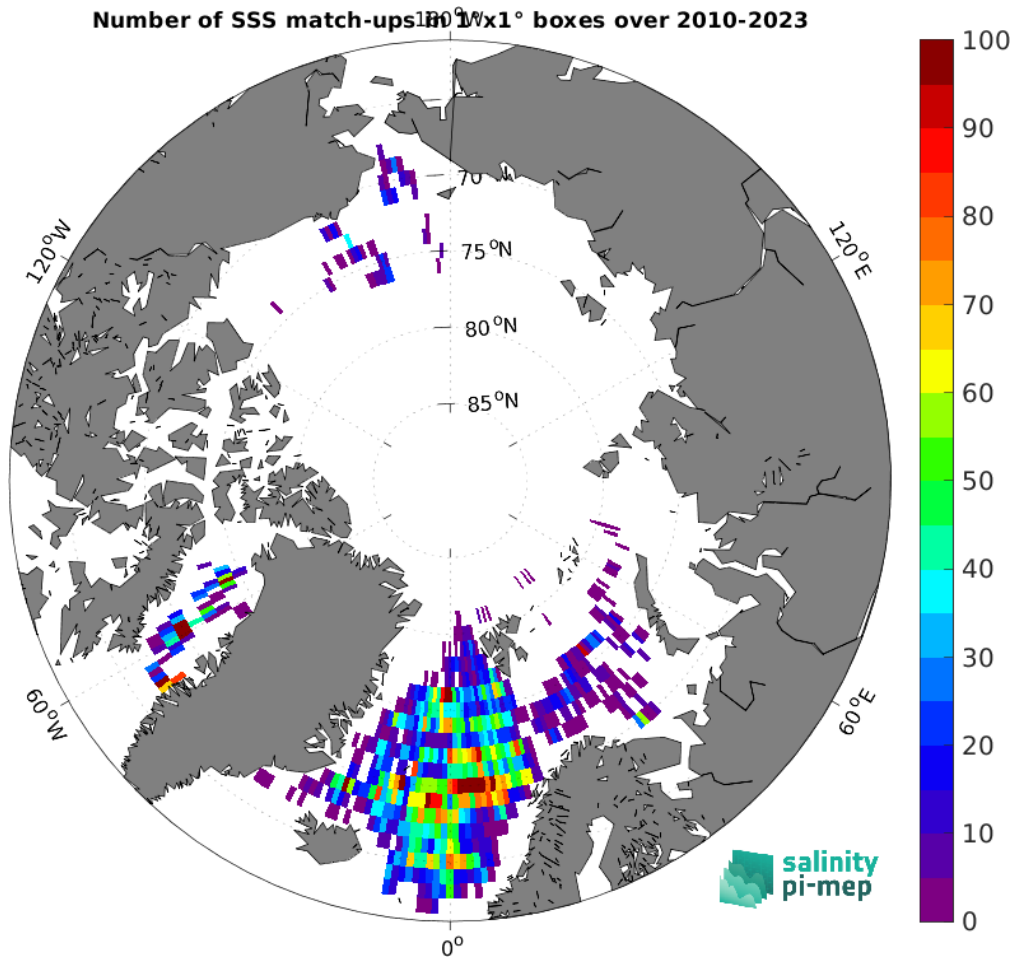 Number of SSS match-ups in 1°x1° boxes over 2010-2023
180°W
100
90
80
70
60
50
40
30
20
10
0
120°W
120°E
70°N
75°N
80°N
85°N
60°W
60°E
0°
salinity
pi-mep